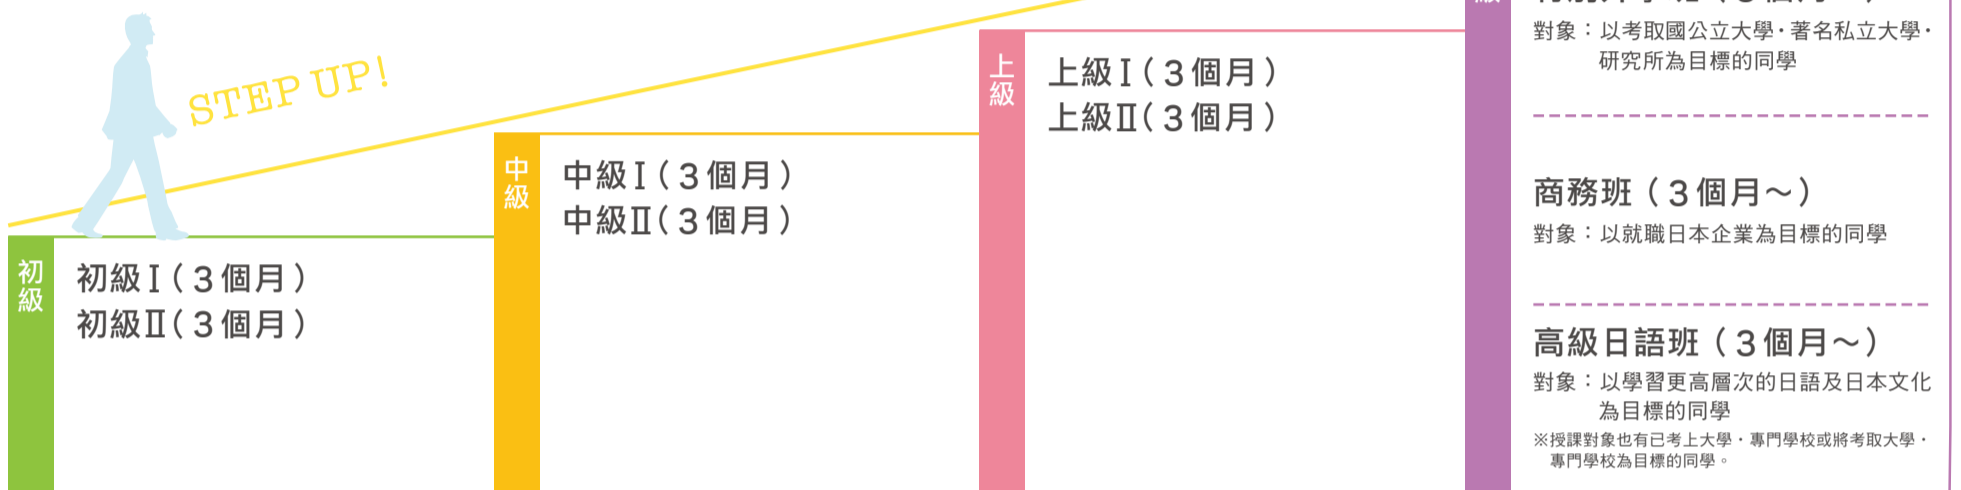 STEP UP!
初級
初級Ⅰ(3個月)
初級Ⅱ(3個月)
中級
中級Ⅰ(3個月)
中級Ⅱ(3個月)
上級
上級Ⅰ(3個月)
上級Ⅱ(3個月)
級
對象：以考取國公立大學・著名私立大學・
研究所為目標的同學
商務班(3個月～)
對象：以就職日本企業為目標的同學
高級日語班(3個月～)
對象：以學習更高層次的日語及日本文化
為目標的同學
※授課對象也有已考上大學・專門學校或將考取大學・
專門學校為目標的同學。